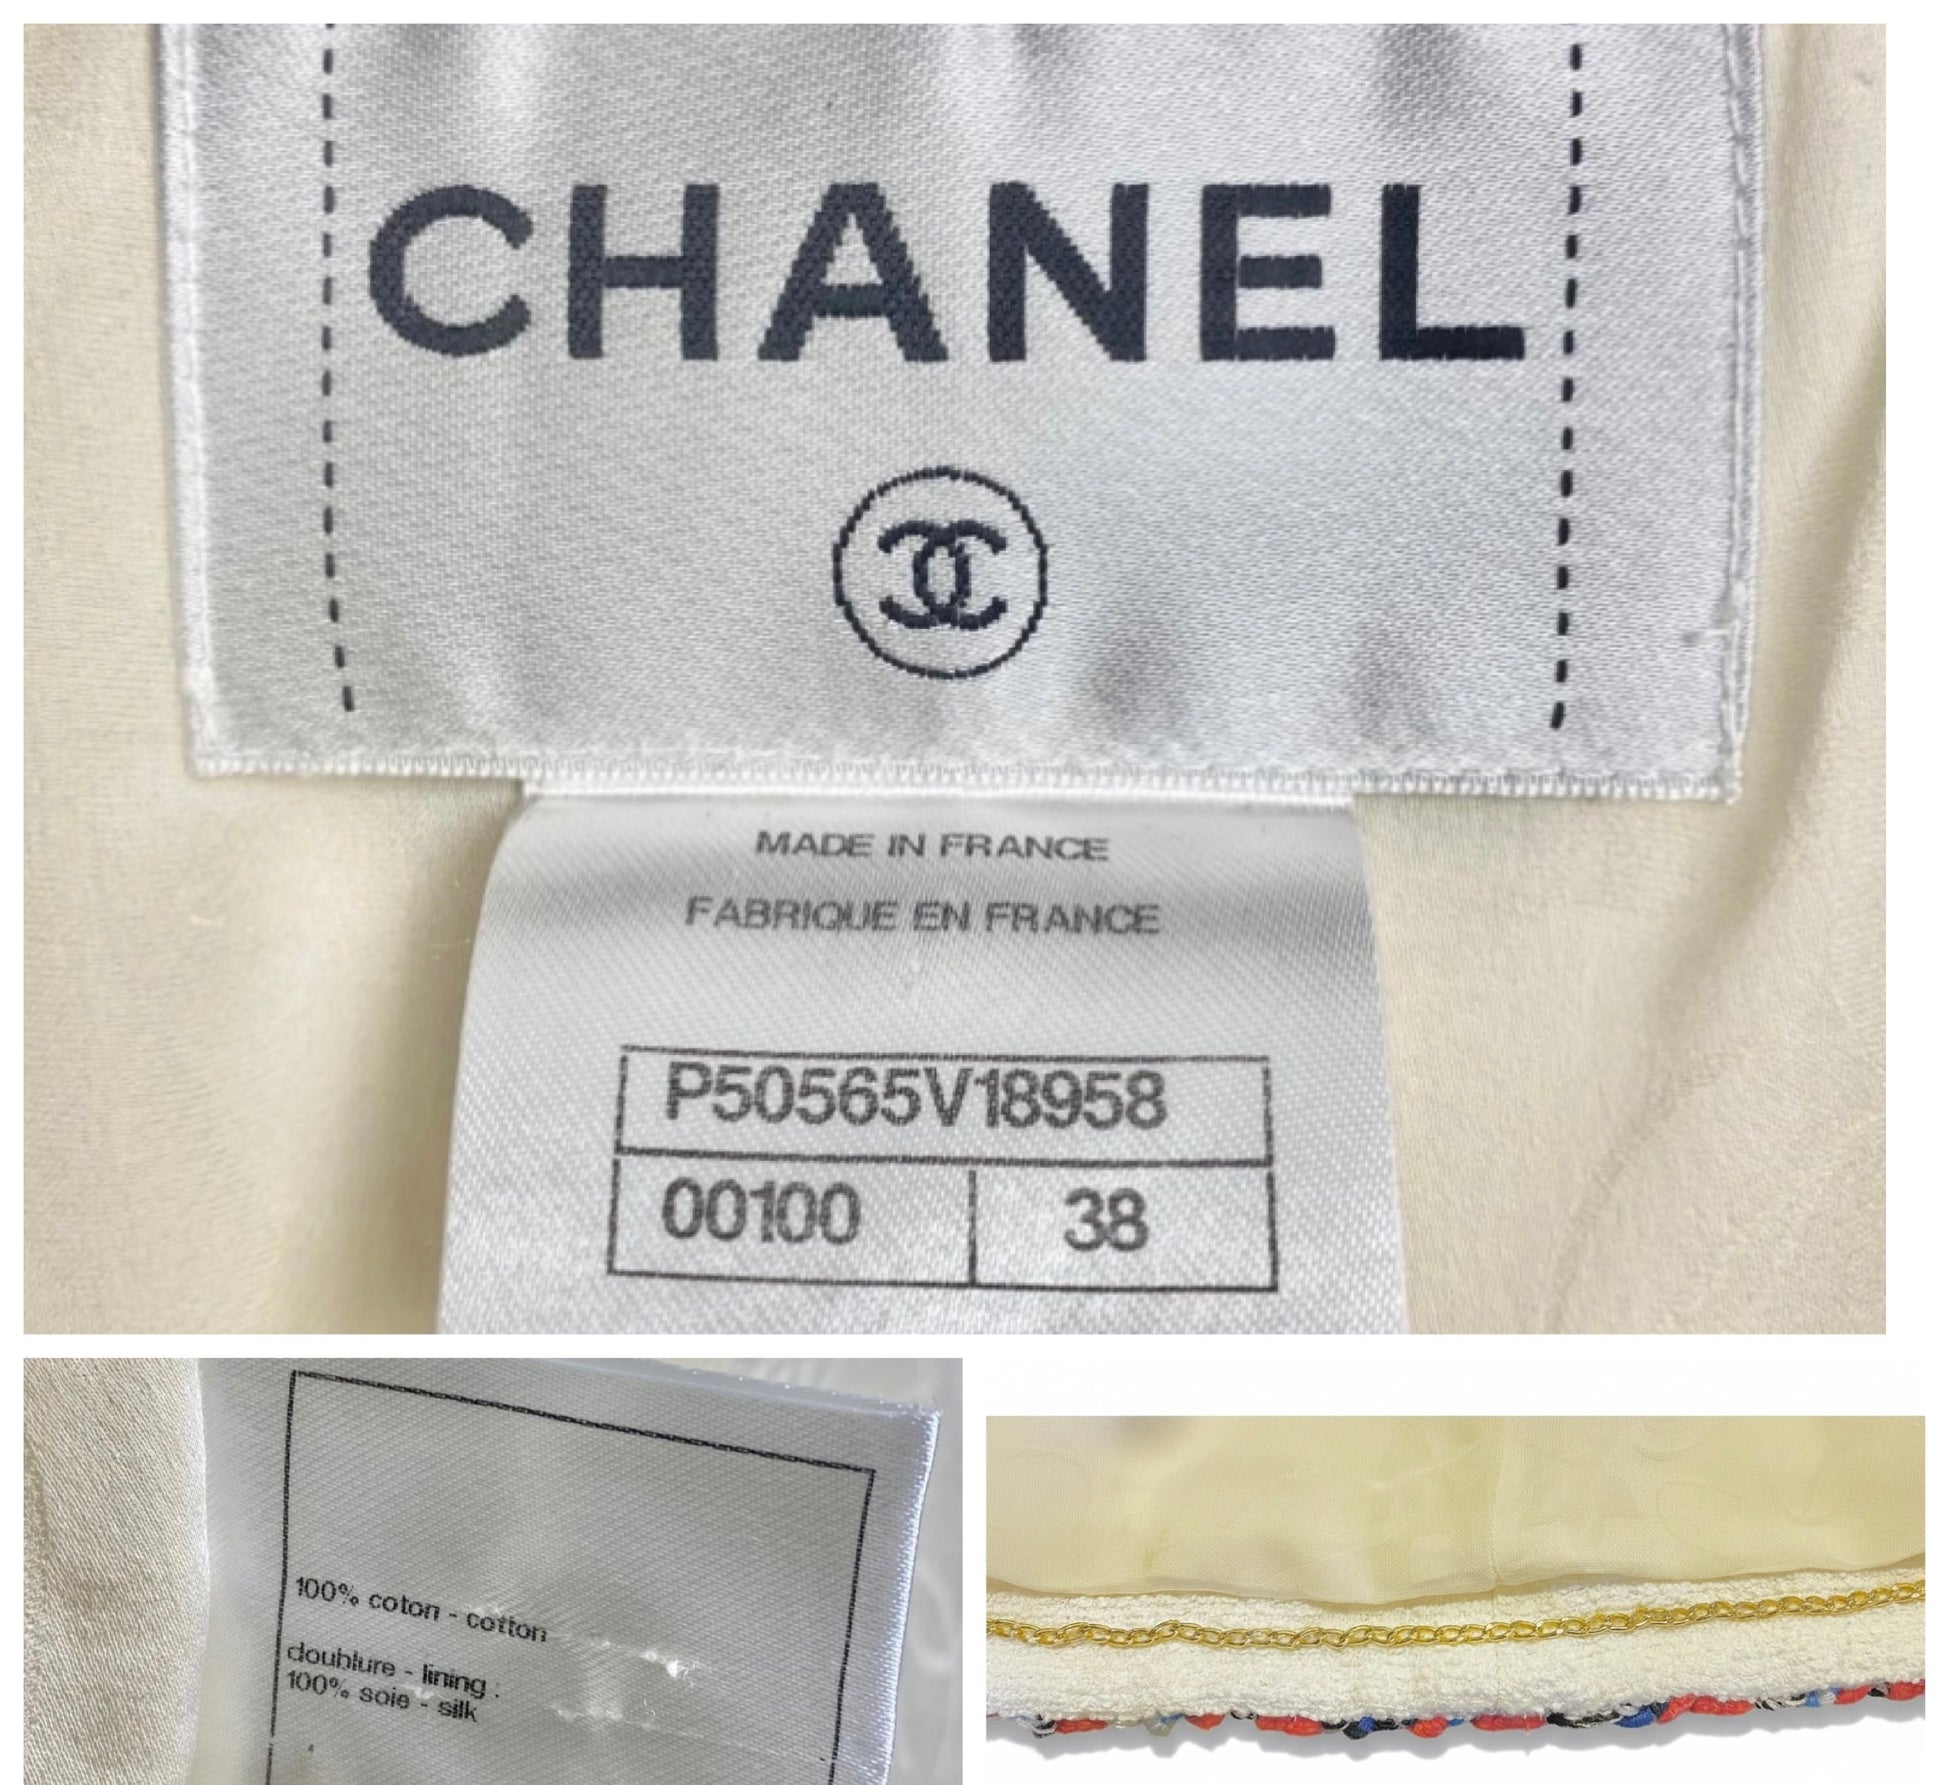 CHANEL
MADE IN FRANCE
FABRIQUE EN FRANCE
P50565V18958
00100 38
100% coton - cotton
doublure - lining :
100% soie - silk